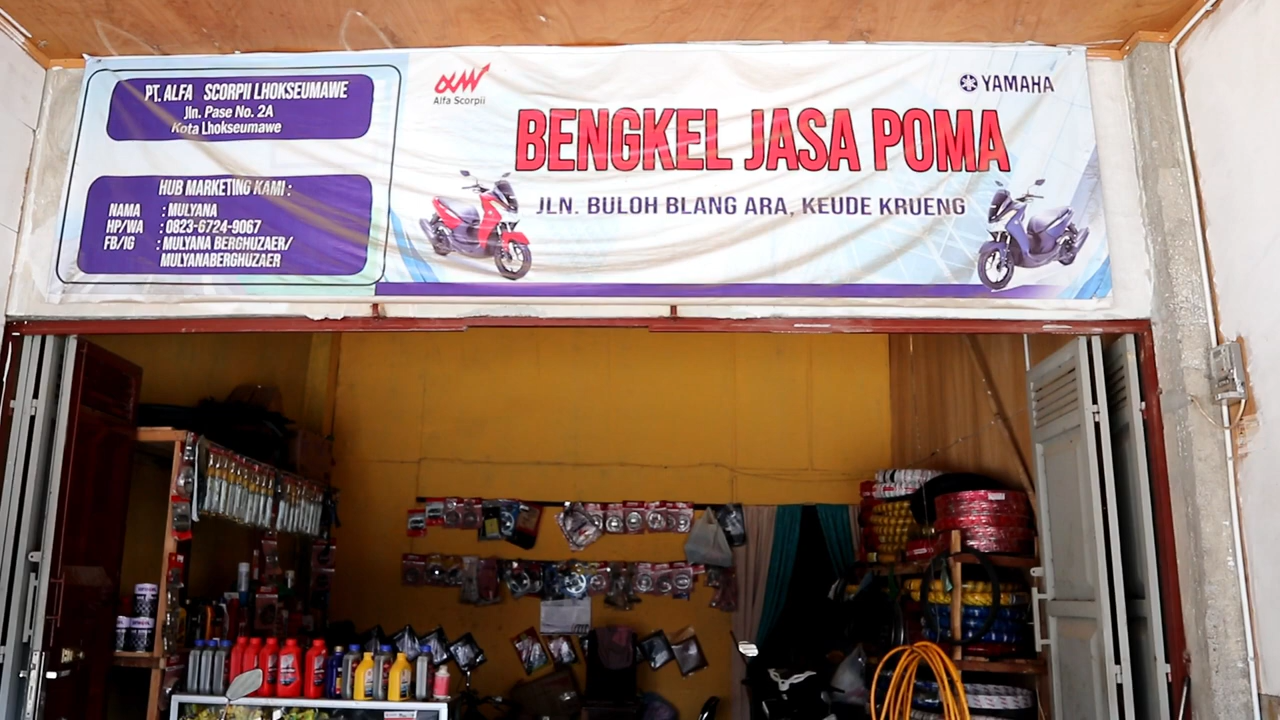 PT. ALFA SCORPII LHOKSEUMAWE
Jln. Pase No. 2A
Kota Lhokseumawe
HUB MARKETING KAMI :
NAMA : MULYANA
HP/WA : 0823-6724-9067
FB/IG : MULYANA BERGHUZAER/
MULYANABERGHUZAER
Alfa Scorpii
YAMAHA
BENGKEL JASA POMA
JLN. BULOH BLANG ARA, KEUDE KRUENG